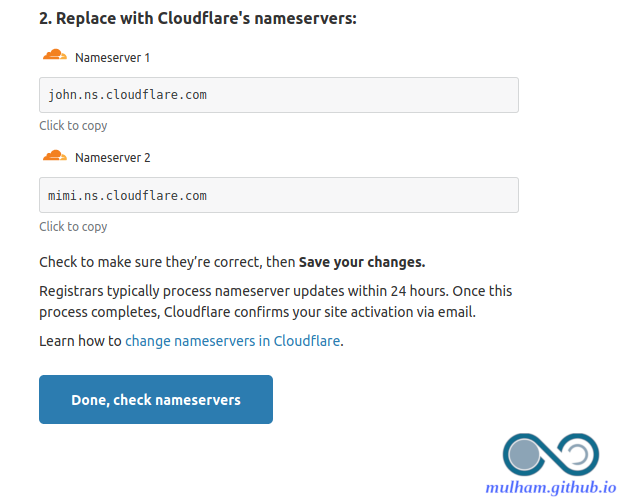 2. Replace with Cloudflare's nameservers:
Nameserver 1
john.ns.cloudflare.com
Click to copy
Nameserver 2
mimi.ns.cloudflare.com
Click to copy
Check to make sure they’re correct, then Save your changes.
Registrars typically process nameserver updates within 24 hours. Once this
process completes, Cloudflare confirms your site activation via email.
Learn how to change nameservers in Cloudflare.
Done, check nameservers
mulham.github.io